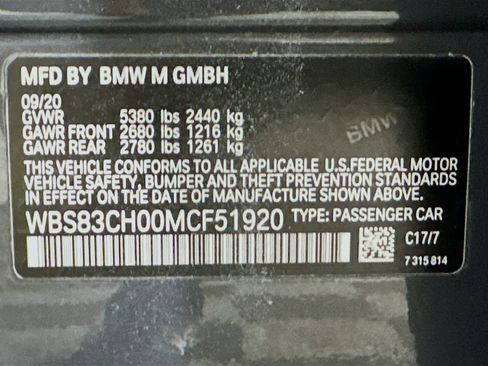 MFD BY BMW M GMBH
09/20
GVWR 5380 lbs 2440 kg
GAWR FRONT 2680 lbs 1216 kg
GAWR REAR 2780 lbs 1261 kg
BMW
THIS VEHICLE CONFORMS TO ALL APPLICABLE U.S.FEDERAL MOTOR
VEHICLE SAFETY, BUMPER AND THEFT PREVENTION STANDARDS
IN EFFECT ON THE DATE OF MANUFACTURE SHOWN ABOVE.
WBS83CH00MCF51920 TYPE: PASSENGER CAR
C17/7
7 315 814